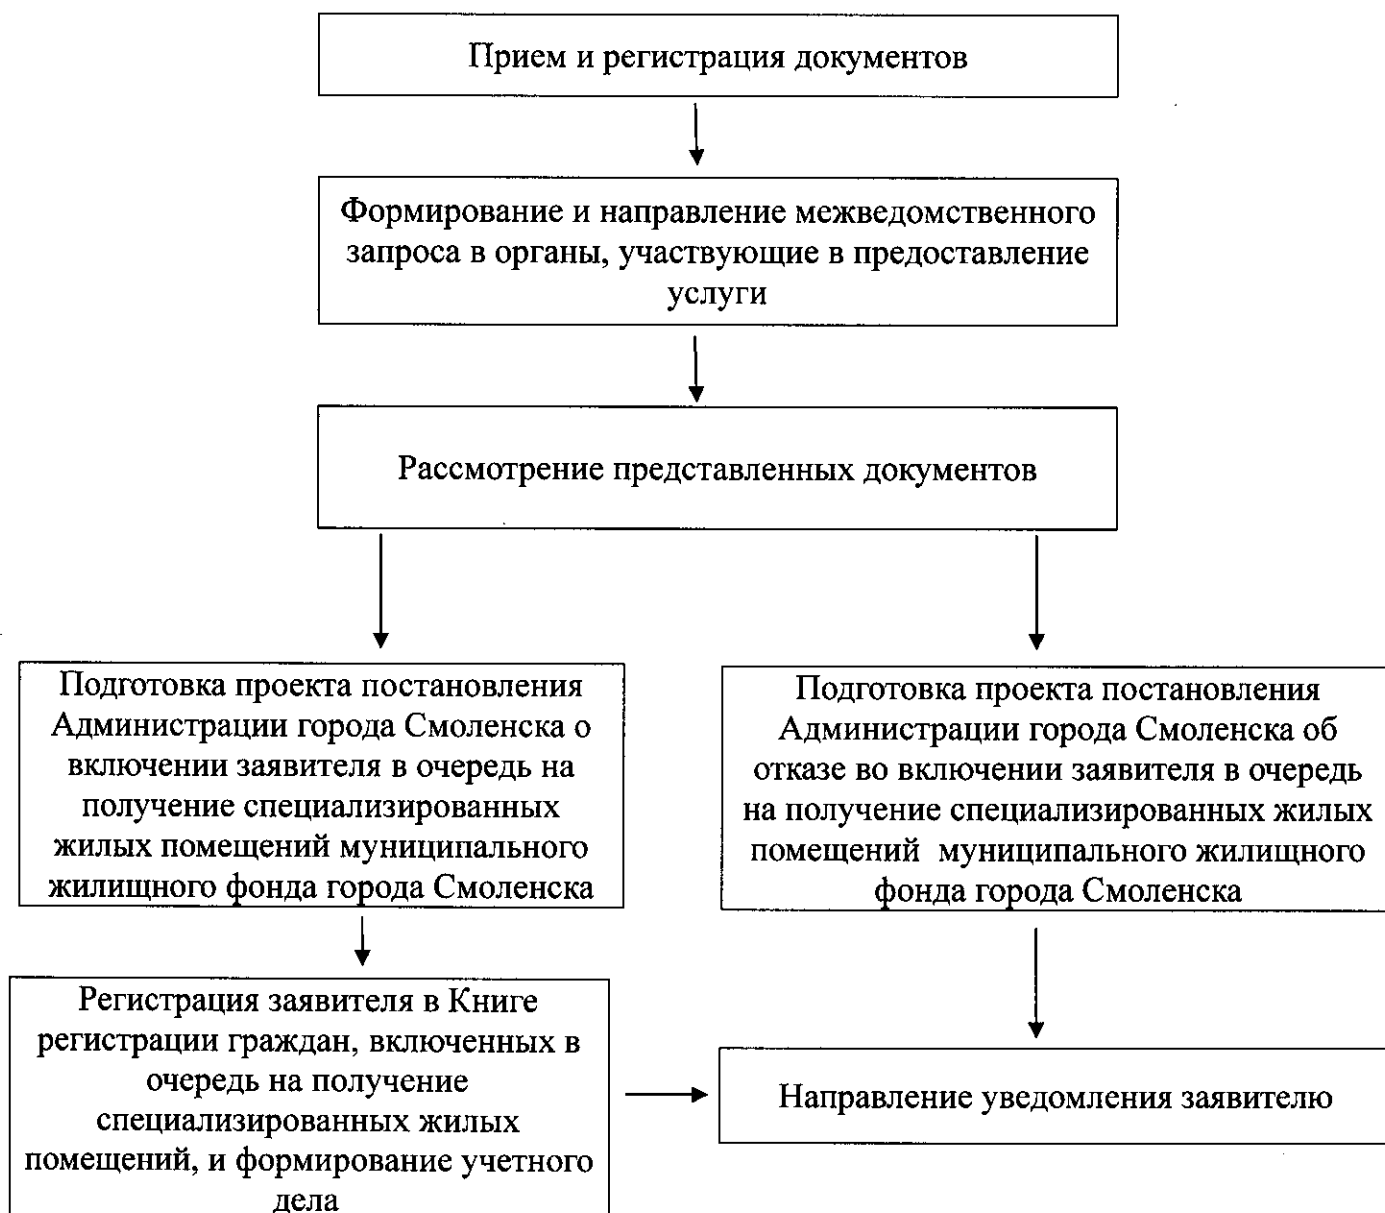 Прием и регистрация документов
Формирование и направление межведомственного
запроса в органы, участвующие в предоставление
услуги
Рассмотрение представленных документов
Подготовка проекта постановления
Администрации города Смоленска о
включении заявителя в очередь на
получение специализированных
жилых помещений муниципального
жилищного фонда города Смоленска
Подготовка проекта постановления
Администрации города Смоленска об
отказе во включении заявителя в очередь
на получение специализированных жилых
помещений муниципального жилищного
фонда города Смоленска
Регистрация заявителя в Книге
регистрации граждан, включенных в
очередь на получение
специализированных жилых
помещений, и формирование учетного
дела
Направление уведомления заявителю